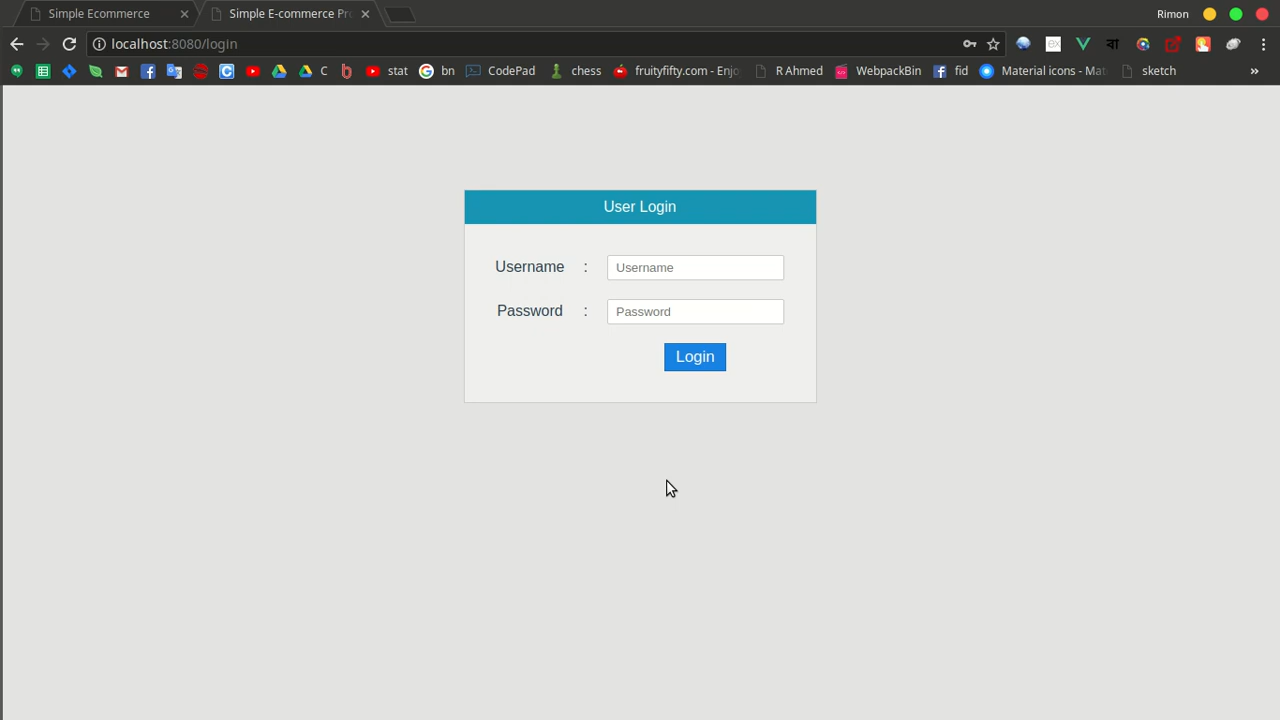 Simple Ecommerce
Simple E-commerce Pr
Rimon
localhost:8080/login
C
stat
bn
CodePad
chess
fruityfifty.com - Enjo
R Ahmed
WebpackBin
fid
Material icons - Mat
sketch
»
User Login
Username : Username
Password : Password
Login